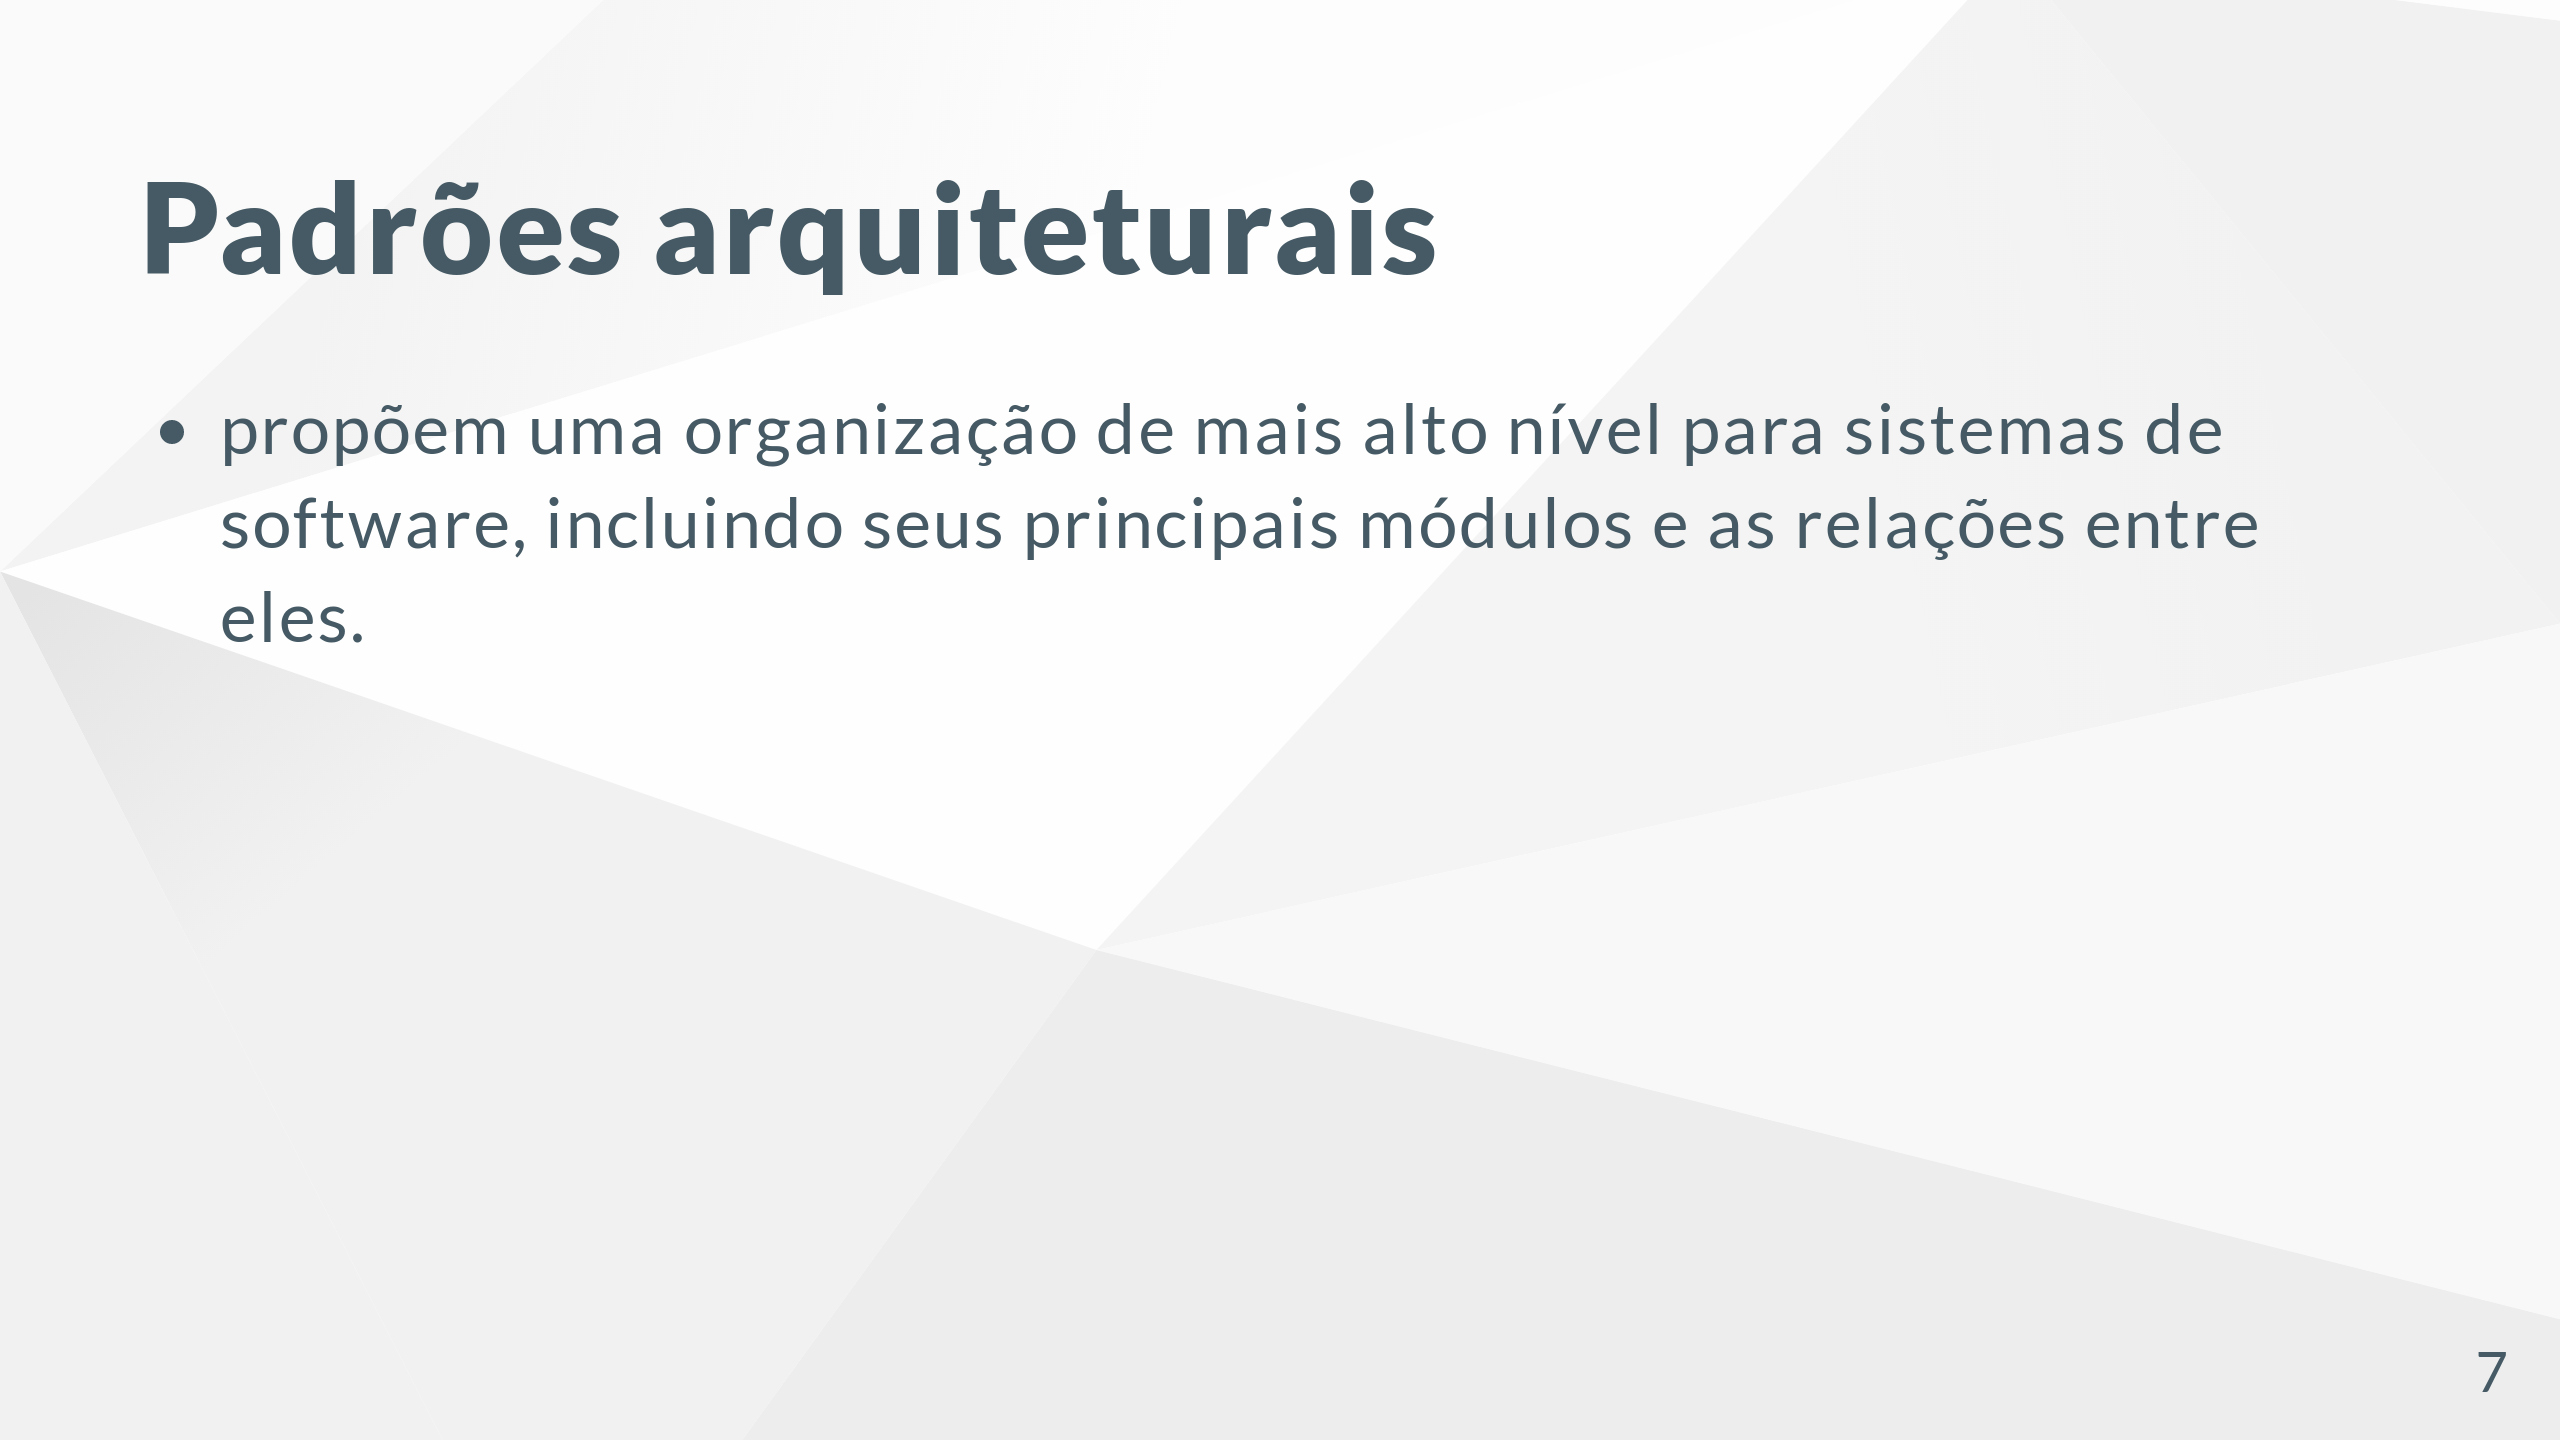 Padrões arquiteturais
• propõem uma organização de mais alto nível para sistemas de
software, incluindo seus principais módulos e as relações entre
eles.
7